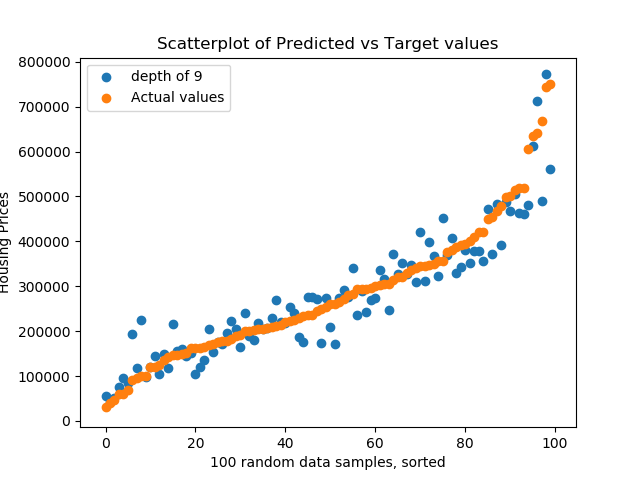 Scatterplot of Predicted vs Target values
depth of 9
Actual values
800000
700000
600000
500000
400000
300000
200000
100000
0
Housing Prices
0 20 40 60 80 100
100 random data samples, sorted